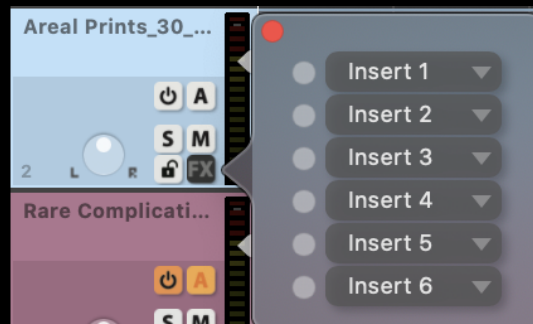 Areal Prints_30_...
A
S M
2 L R FX
Rare Complicati...
A
S M
Insert 1
Insert 2
Insert 3
Insert 4
Insert 5
Insert 6